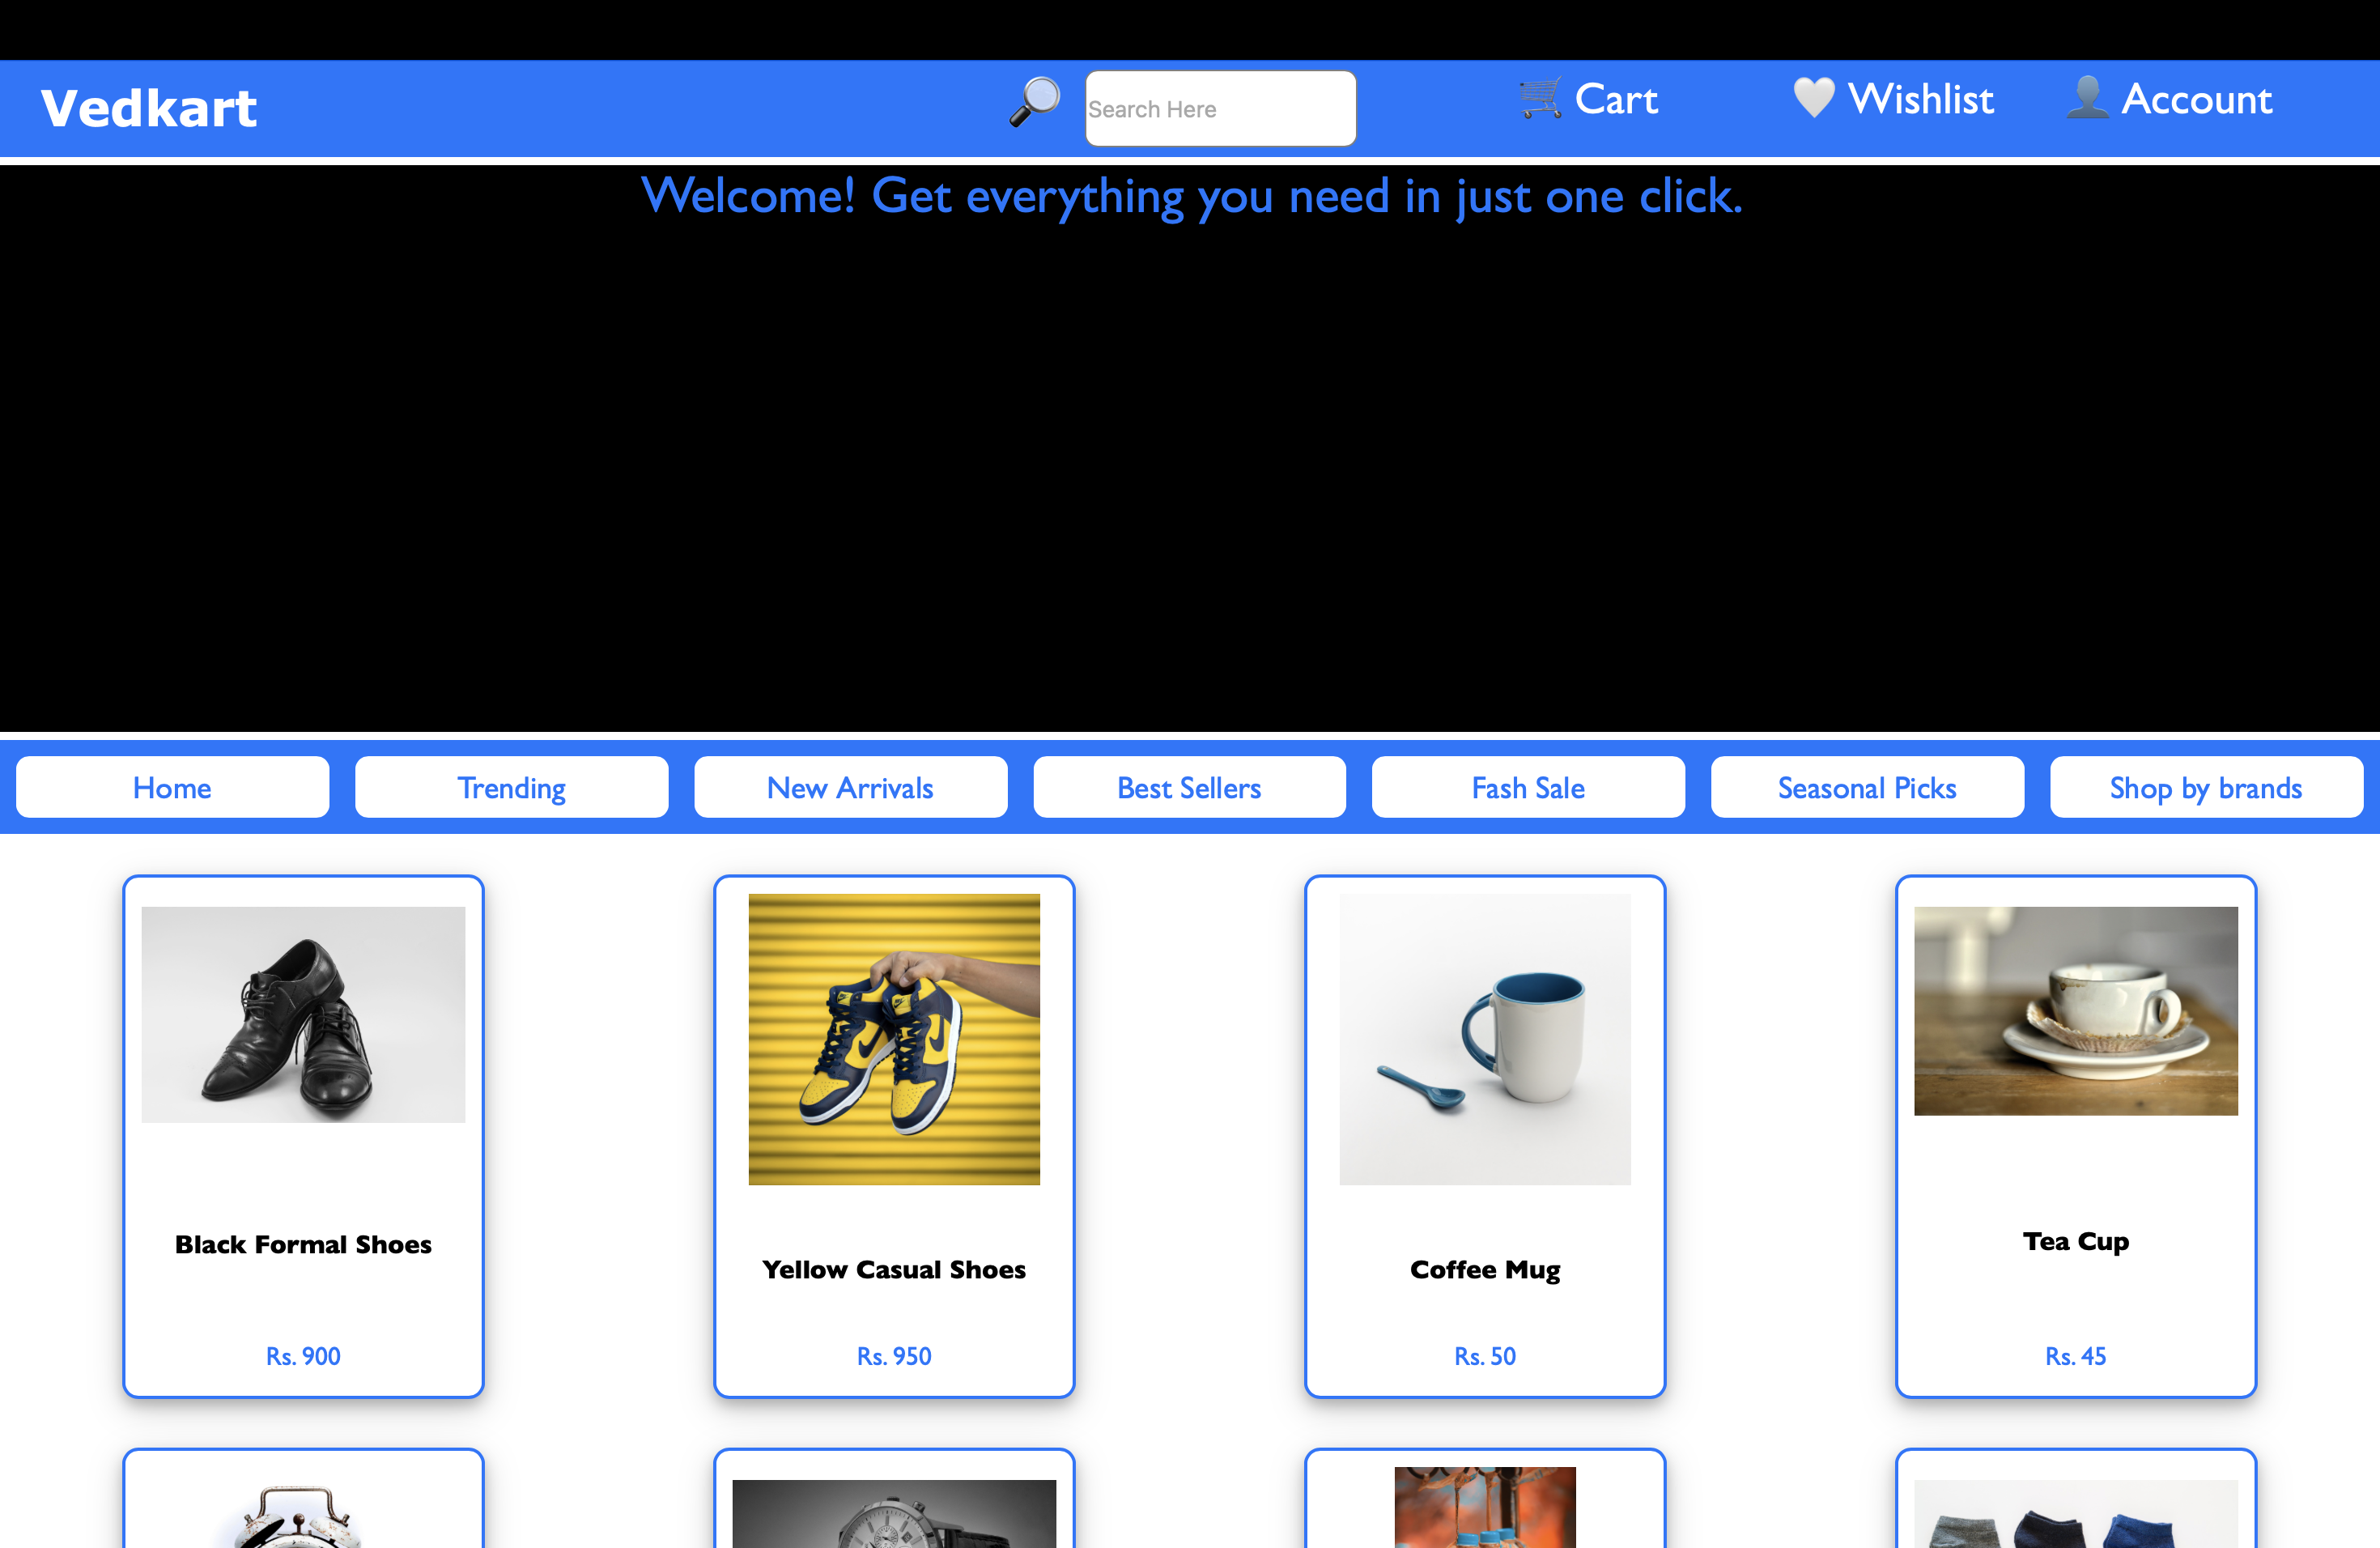 Vedkart
Search Here
Cart
Wishlist
Account
Welcome! Get everything you need in just one click.
Home
Trending
New Arrivals
Best Sellers
Fash Sale
Seasonal Picks
Shop by brands
Black Formal Shoes
Yellow Casual Shoes
Coffee Mug
Tea Cup
Rs. 900
Rs. 950
Rs. 50
Rs. 45